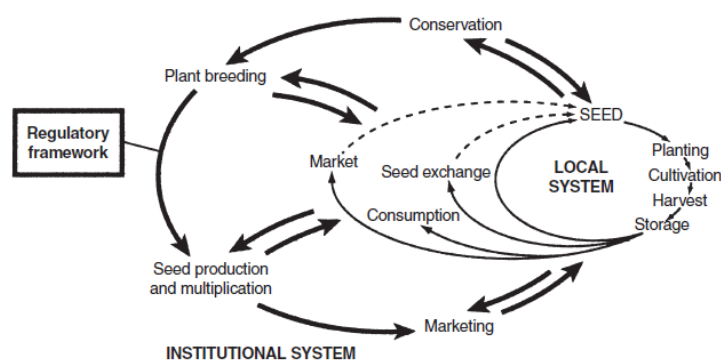 Conservation
Plant breeding
Regulatory
framework
SEED
Planting
Cultivation
Harvest
Storage
Market
Seed exchange
Consumption
LOCAL
SYSTEM
Seed production
and multiplication
Marketing
INSTITUTIONAL SYSTEM